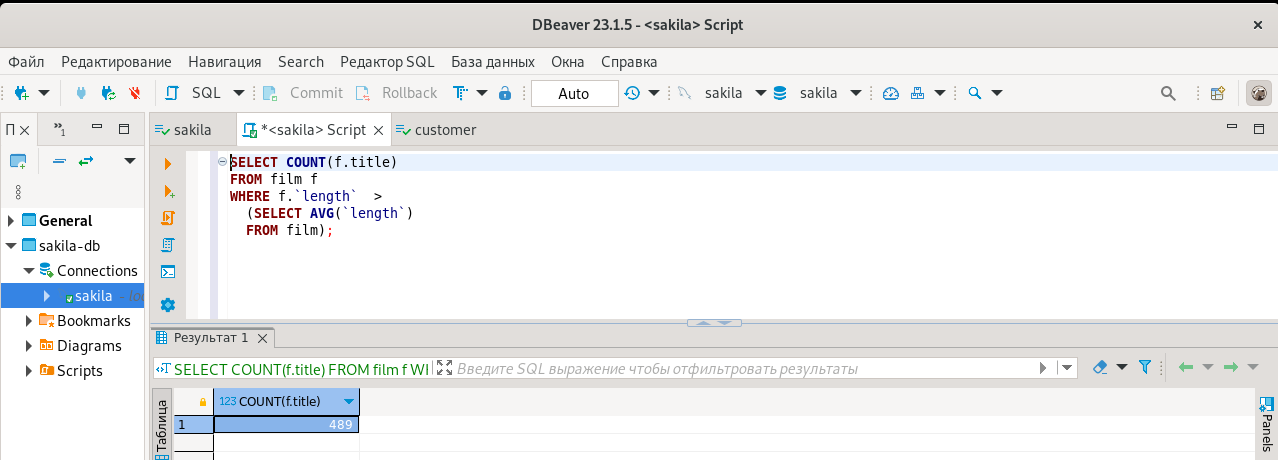 DBeaver 23.1.5 - <sakila> Script
Файл Редактирование Навигация Search Редактор SQL База данных Окна Справка
SQL Commit Rollback Auto sakila sakila
П »1
sakila *<sakila> Script customer
General
sakila-db
Connections
sakila
Bookmarks
Diagrams
Scripts
SELECT COUNT(f.title)
FROM film f
WHERE f.`length`  >
(SELECT AVG(`length`)
FROM film);
Результат 1
SELECT COUNT(f.title) FROM film f WI
Введите SQL выражение чтобы отфильтровать результаты
Таблица
123 COUNT(f.title)
1 489
Panels